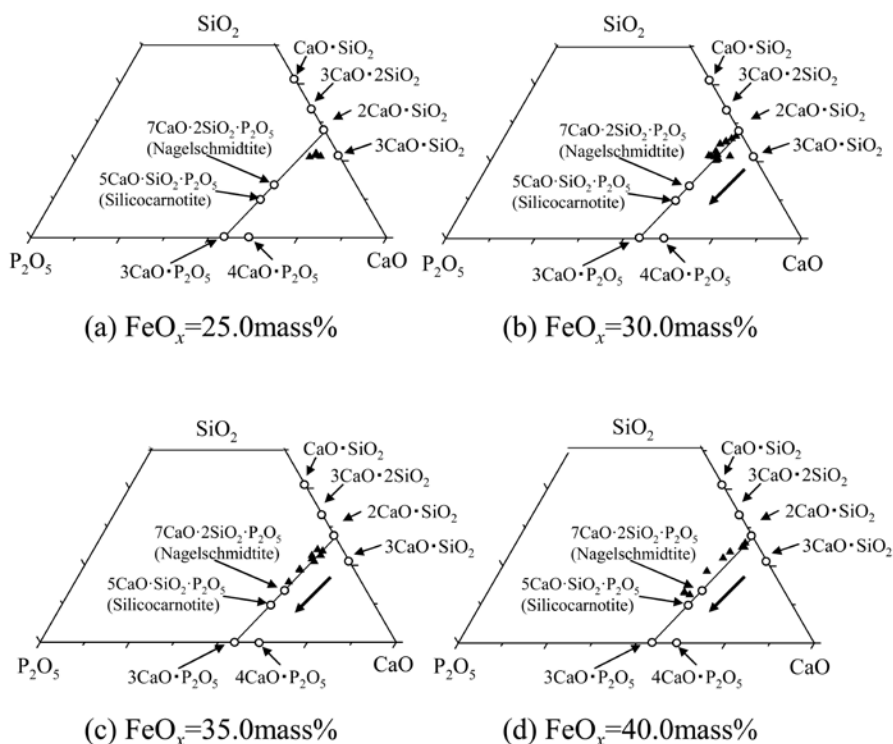 SiO₂
CaO・SiO₂
3CaO・2SiO₂
7CaO·2SiO₂·P₂O₅
(Nagelschmidtite)
2CaO・SiO₂
3CaO・SiO₂
5CaO·SiO₂·P₂O₅
(Silicocarnotite)
P₂O₅
CaO
3CaO・P₂O₅
4CaO・P₂O₅
(a) FeOₓ=25.0mass%
SiO₂
CaO・SiO₂
3CaO・2SiO₂
7CaO·2SiO₂·P₂O₅
(Nagelschmidtite)
2CaO・SiO₂
3CaO・SiO₂
5CaO·SiO₂·P₂O₅
(Silicocarnotite)
P₂O₅
CaO
3CaO・P₂O₅
4CaO・P₂O₅
(b) FeOₓ=30.0mass%
SiO₂
CaO・SiO₂
3CaO・2SiO₂
7CaO·2SiO₂·P₂O₅
(Nagelschmidtite)
2CaO・SiO₂
3CaO・SiO₂
5CaO·SiO₂·P₂O₅
(Silicocarnotite)
P₂O₅
CaO
3CaO・P₂O₅
4CaO・P₂O₅
(c) FeOₓ=35.0mass%
SiO₂
CaO・SiO₂
3CaO・2SiO₂
7CaO·2SiO₂·P₂O₅
(Nagelschmidtite)
2CaO・SiO₂
3CaO・SiO₂
5CaO·SiO₂·P₂O₅
(Silicocarnotite)
P₂O₅
CaO
3CaO・P₂O₅
4CaO・P₂O₅
(d) FeOₓ=40.0mass%